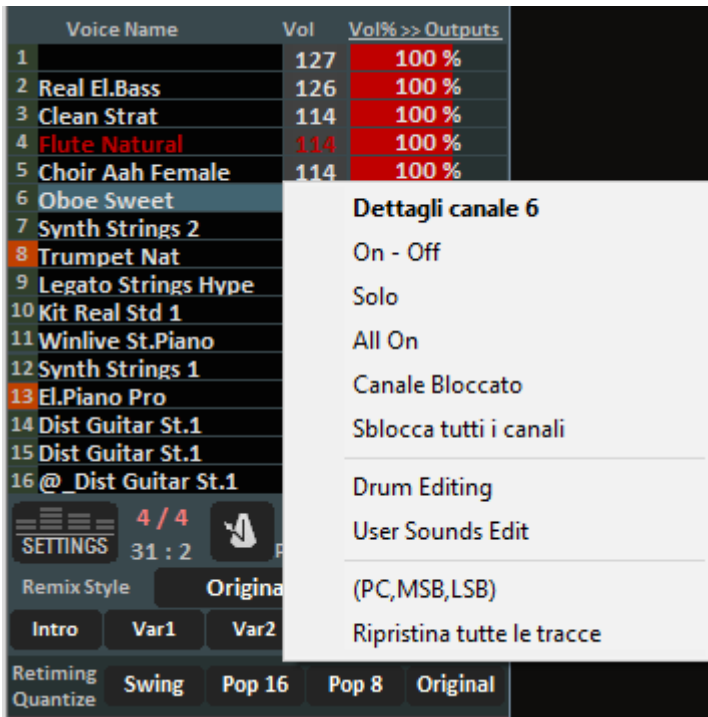 Voice Name Vol Vol% >> Outputs
1 127 100 %
2 Real El.Bass 126 100 %
3 Clean Strat 114 100 %
4 Flute Natural 114 100 %
5 Choir Aah Female 114 100 %
6 Oboe Sweet
7 Synth Strings 2
8 Trumpet Nat
9 Legato Strings Hype
10 Kit Real Std 1
11 Winlive St.Piano
12 Synth Strings 1
13 El.Piano Pro
14 Dist Guitar St.1
15 Dist Guitar St.1
16 @_Dist Guitar St.1
Dettagli canale 6
On - Off
Solo
All On
Canale Bloccato
Sblocca tutti i canali
Drum Editing
User Sounds Edit
(PC,MSB,LSB)
Ripristina tutte le tracce
SETTINGS 4 / 4
31 : 2
Remix Style Origina
Intro Var1 Var2
Retiming
Quantize Swing Pop 16 Pop 8 Original